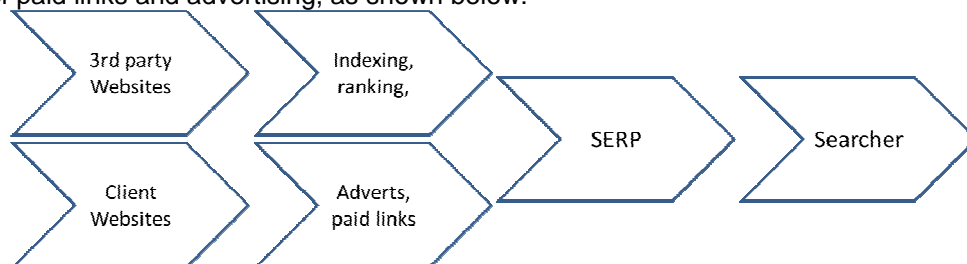 paid links and advertising, as shown below.
3rd party
Websites
Indexing,
ranking,
SERP
Searcher
Client
Websites
Adverts,
paid links